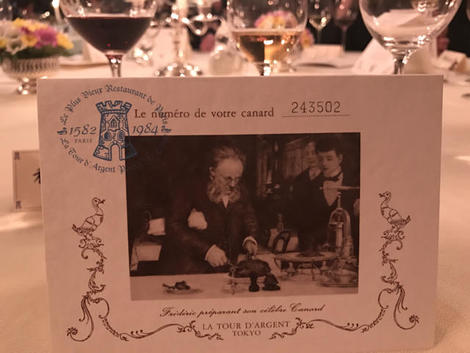 Le Plus Vieux Restaurant de Paris
1582 1984
PARIS
La Tour d'Argent
Le numéro de votre canard 243502
Frédéric préparant son célèbre Canard
LA TOUR D'ARGENT
TOKYO